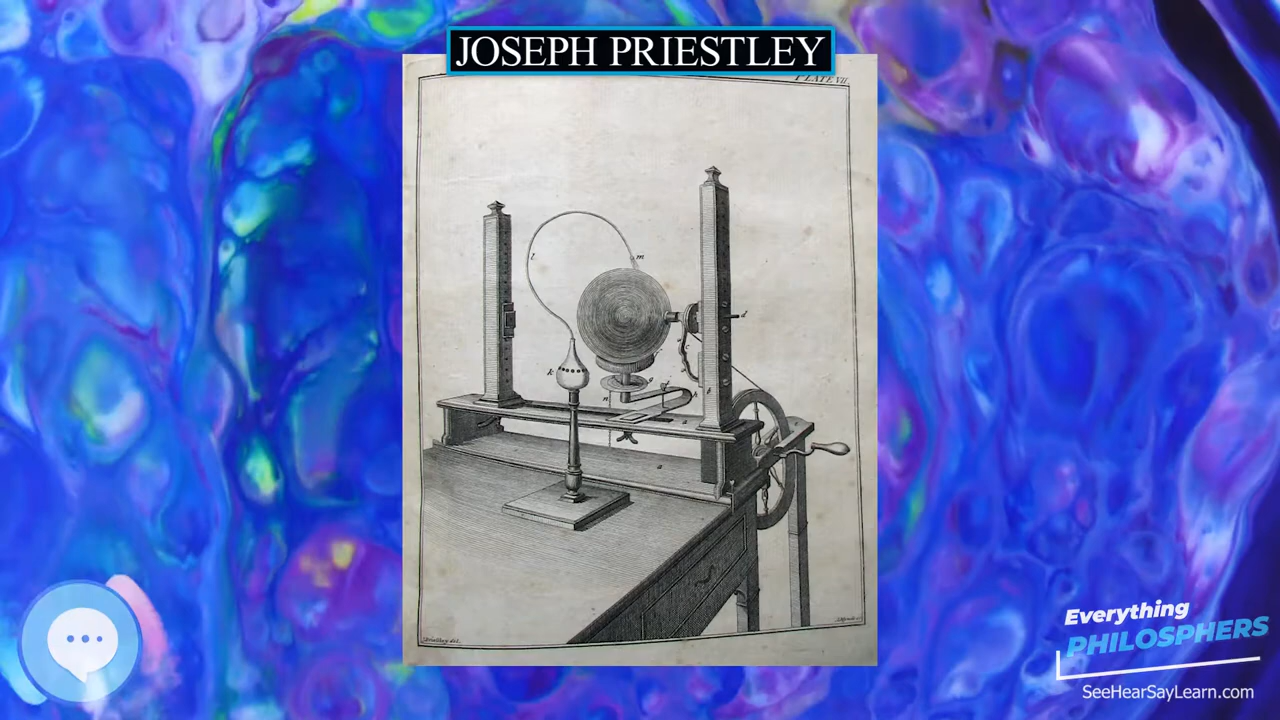 JOSEPH PRIESTLEY
PLATE VII
l
m
d
k
g
n
h
a
Everything
PHILOSPHERS
SeeHearSayLearn.com